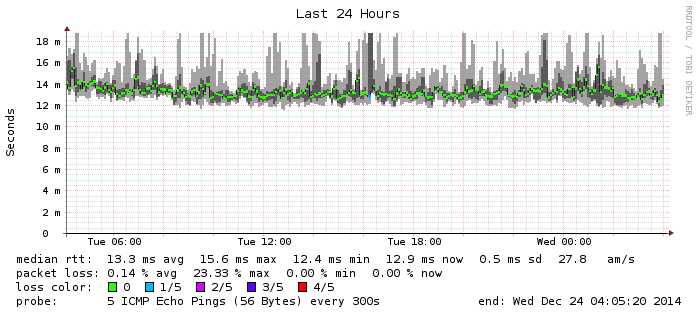 Last 24 Hours
RRDTOOL / TOBI OETIKER
Seconds
18 m
16 m
14 m
12 m
10 m
8 m
6 m
4 m
2 m
0
Tue 06:00 Tue 12:00 Tue 18:00 Wed 00:00
median rtt: 13.3 ms avg 15.6 ms max 12.4 ms min 12.9 ms now 0.5 ms sd 27.8 am/s
packet loss: 0.14 % avg 23.33 % max 0.00 % min 0.00 % now
loss color: 0 1/5 2/5 3/5 4/5
probe: 5 ICMP Echo Pings (56 Bytes) every 300s end: Wed Dec 24 04:05:20 2014